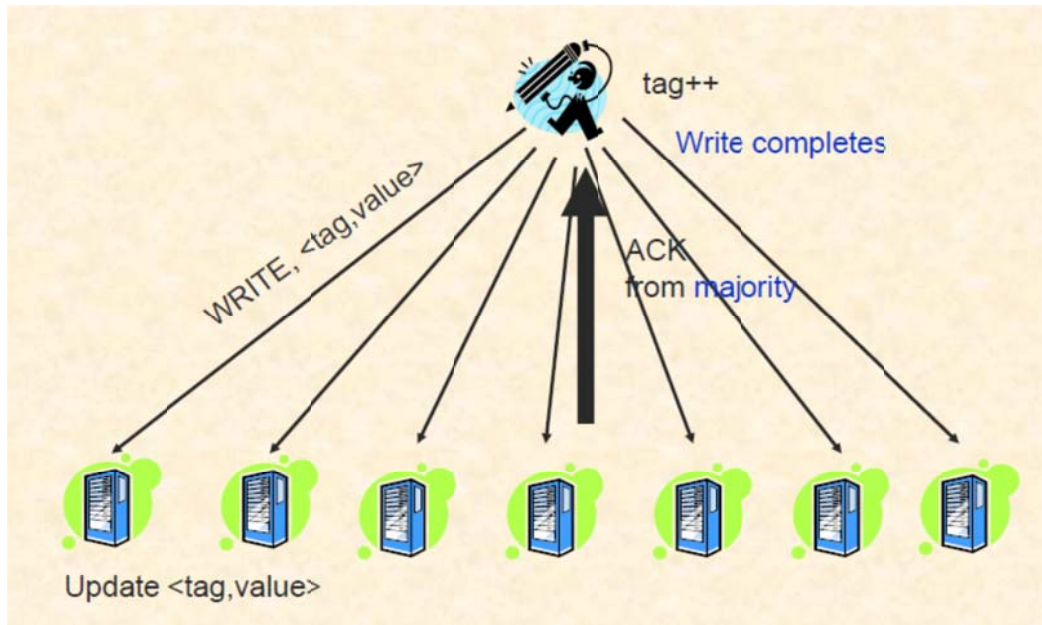 tag++
Write completes
WRITE, <tag,value>
ACK
from majority
Update <tag,value>